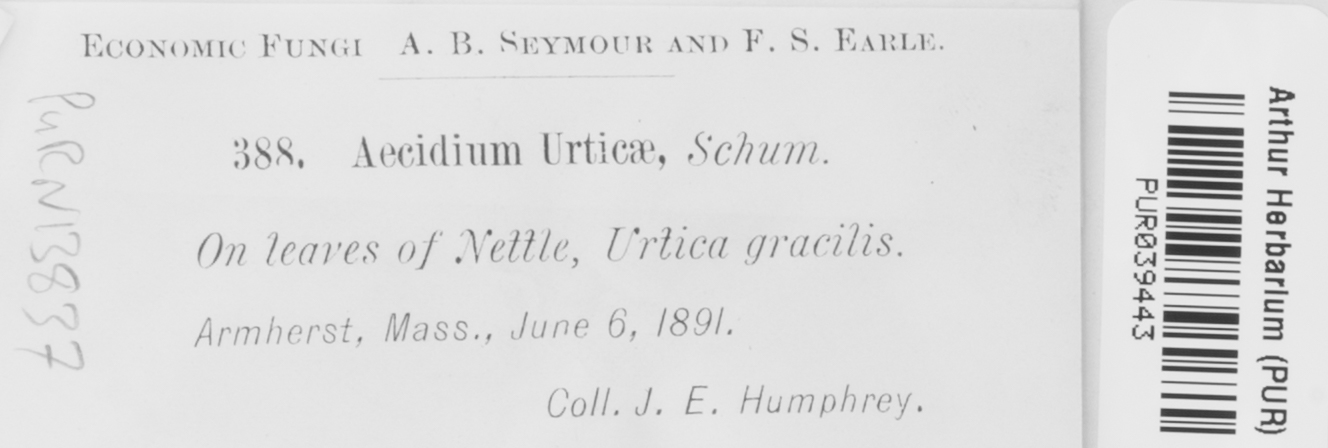 ECONOMIC FUNGI A. B. SEYMOUR AND F. S. EARLE.
388. Aecidium Urticæ, Schum.
On leaves of Nettle, Urtica gracilis.
Armherst, Mass., June 6, 1891.
Coll. J. E. Humphrey.
PURN13837
Arthur Herbarium (PUR)
PUR039443